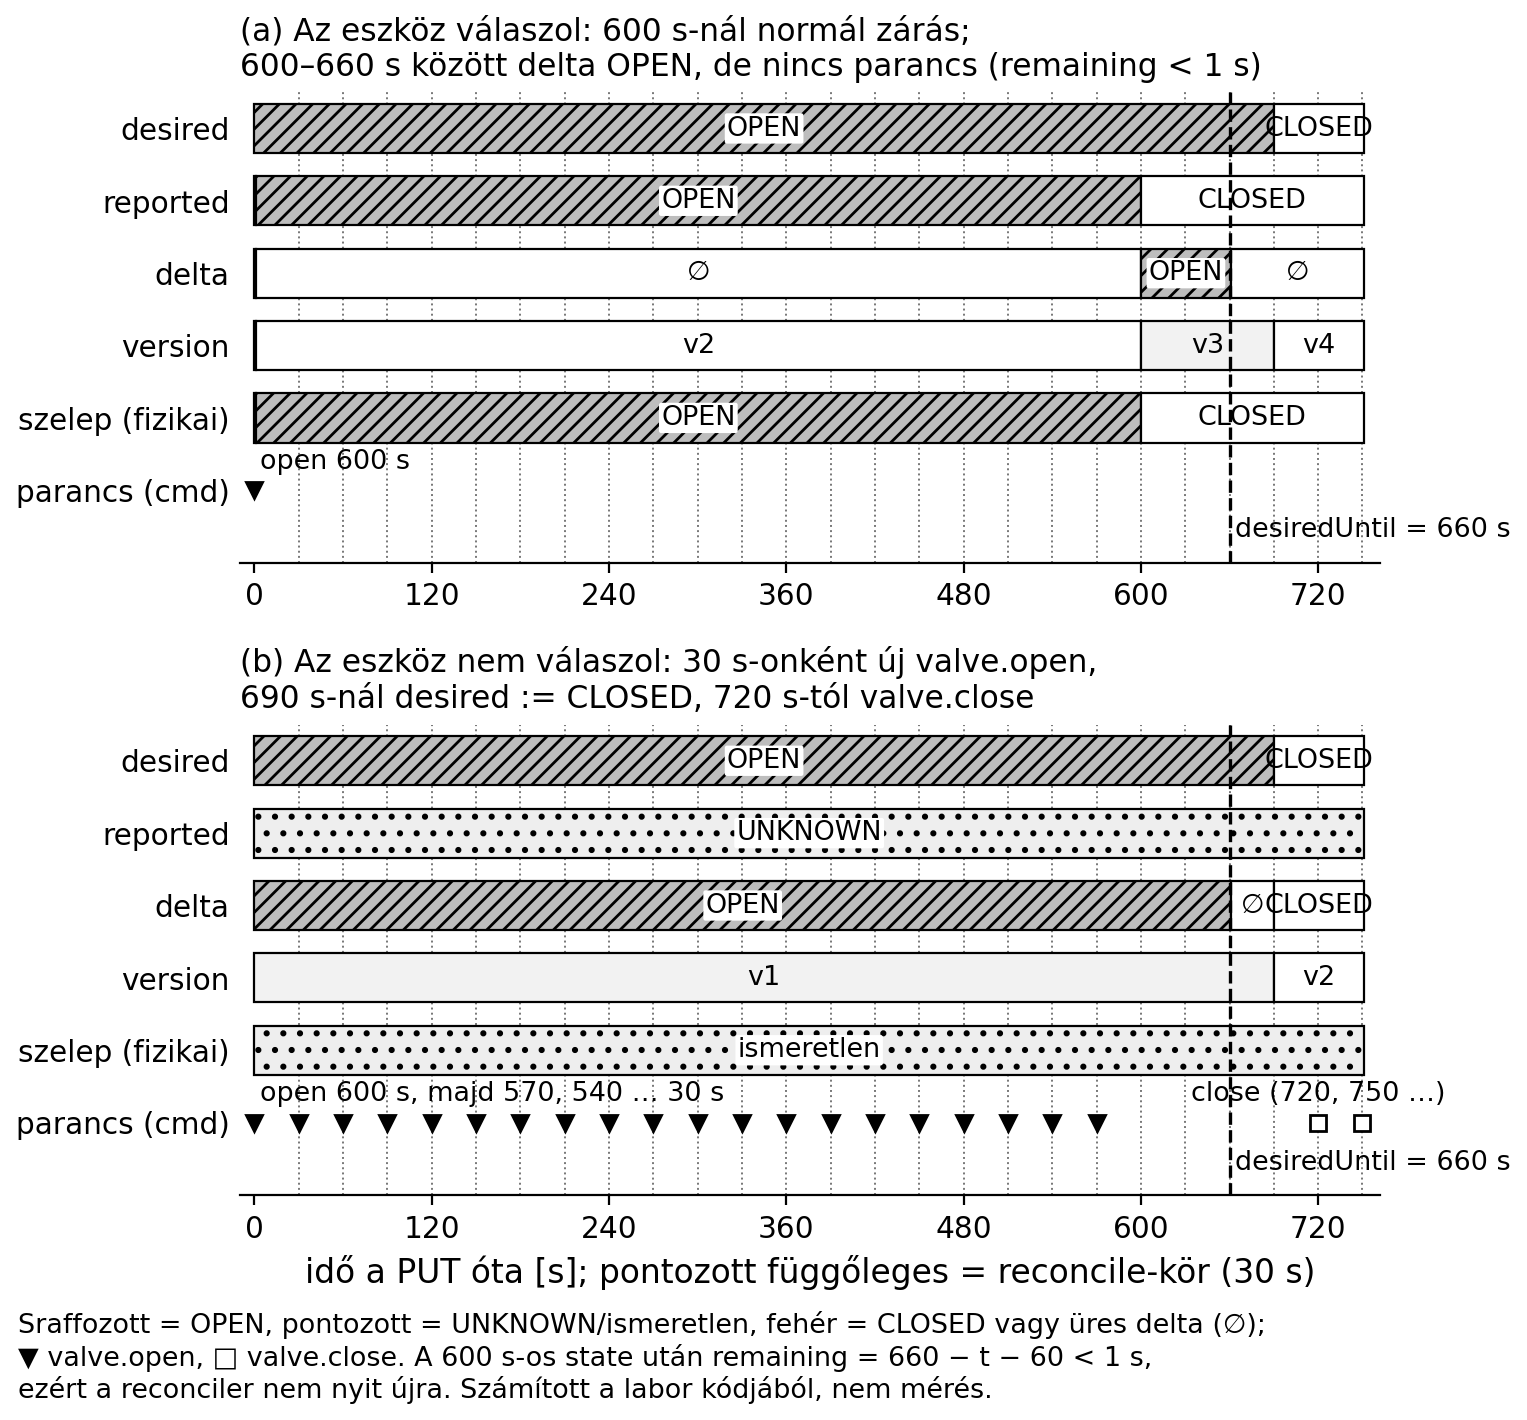 (a) Az eszköz válaszol: 600 s-nál normál zárás;
600–660 s között delta OPEN, de nincs parancs (remaining < 1 s)
desired
OPEN
CLOSED
reported
OPEN
CLOSED
delta
∅
OPEN
∅
version
v2
v3
v4
szelep (fizikai)
OPEN
CLOSED
open 600 s
parancs (cmd)
▼
desiredUntil = 660 s
0 120 240 360 480 600 720
(b) Az eszköz nem válaszol: 30 s-onként új valve.open,
690 s-nál desired := CLOSED, 720 s-tól valve.close
desired
OPEN
CLOSED
reported
UNKNOWN
delta
OPEN
∅
CLOSED
version
v1
v2
szelep (fizikai)
ismeretlen
open 600 s, majd 570, 540 … 30 s
close (720, 750 …)
parancs (cmd)
desiredUntil = 660 s
0 120 240 360 480 600 720
idő a PUT óta [s]; pontozott függőleges = reconcile-kör (30 s)
Sraffozott = OPEN, pontozott = UNKNOWN/ismeretlen, fehér = CLOSED vagy üres delta (∅);
▼ valve.open, □ valve.close. A 600 s-os state után remaining = 660 − t − 60 < 1 s,
ezért a reconciler nem nyit újra. Számított a labor kódjából, nem mérés.